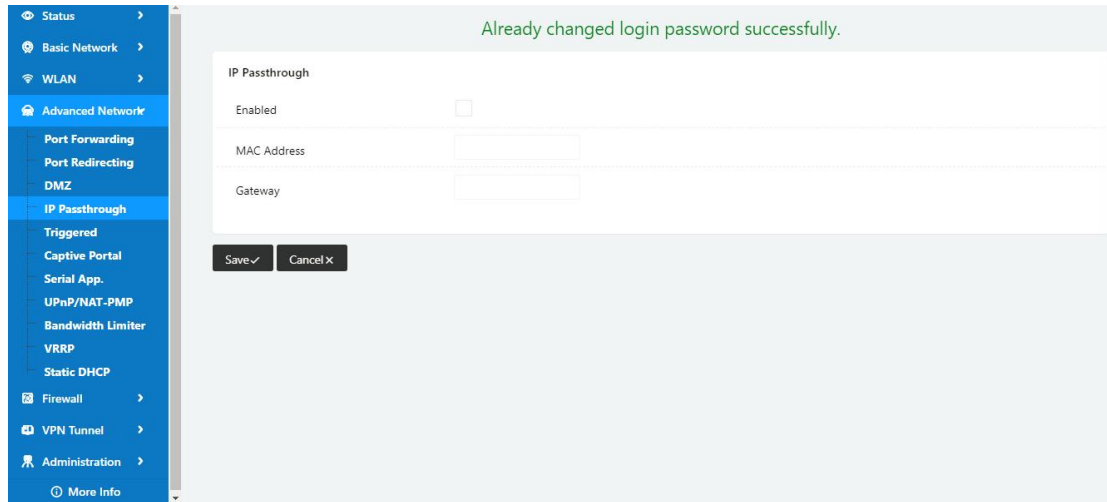 Status
Basic Network
WLAN
Advanced Network
Port Forwarding
Port Redirecting
DMZ
IP Passthrough
Triggered
Captive Portal
Serial App.
UPnP/NAT-PMP
Bandwidth Limiter
VRRP
Static DHCP
Firewall
VPN Tunnel
Administration
More Info
Already changed login password successfully.
IP Passthrough
Enabled
MAC Address
Gateway
Save Cancel